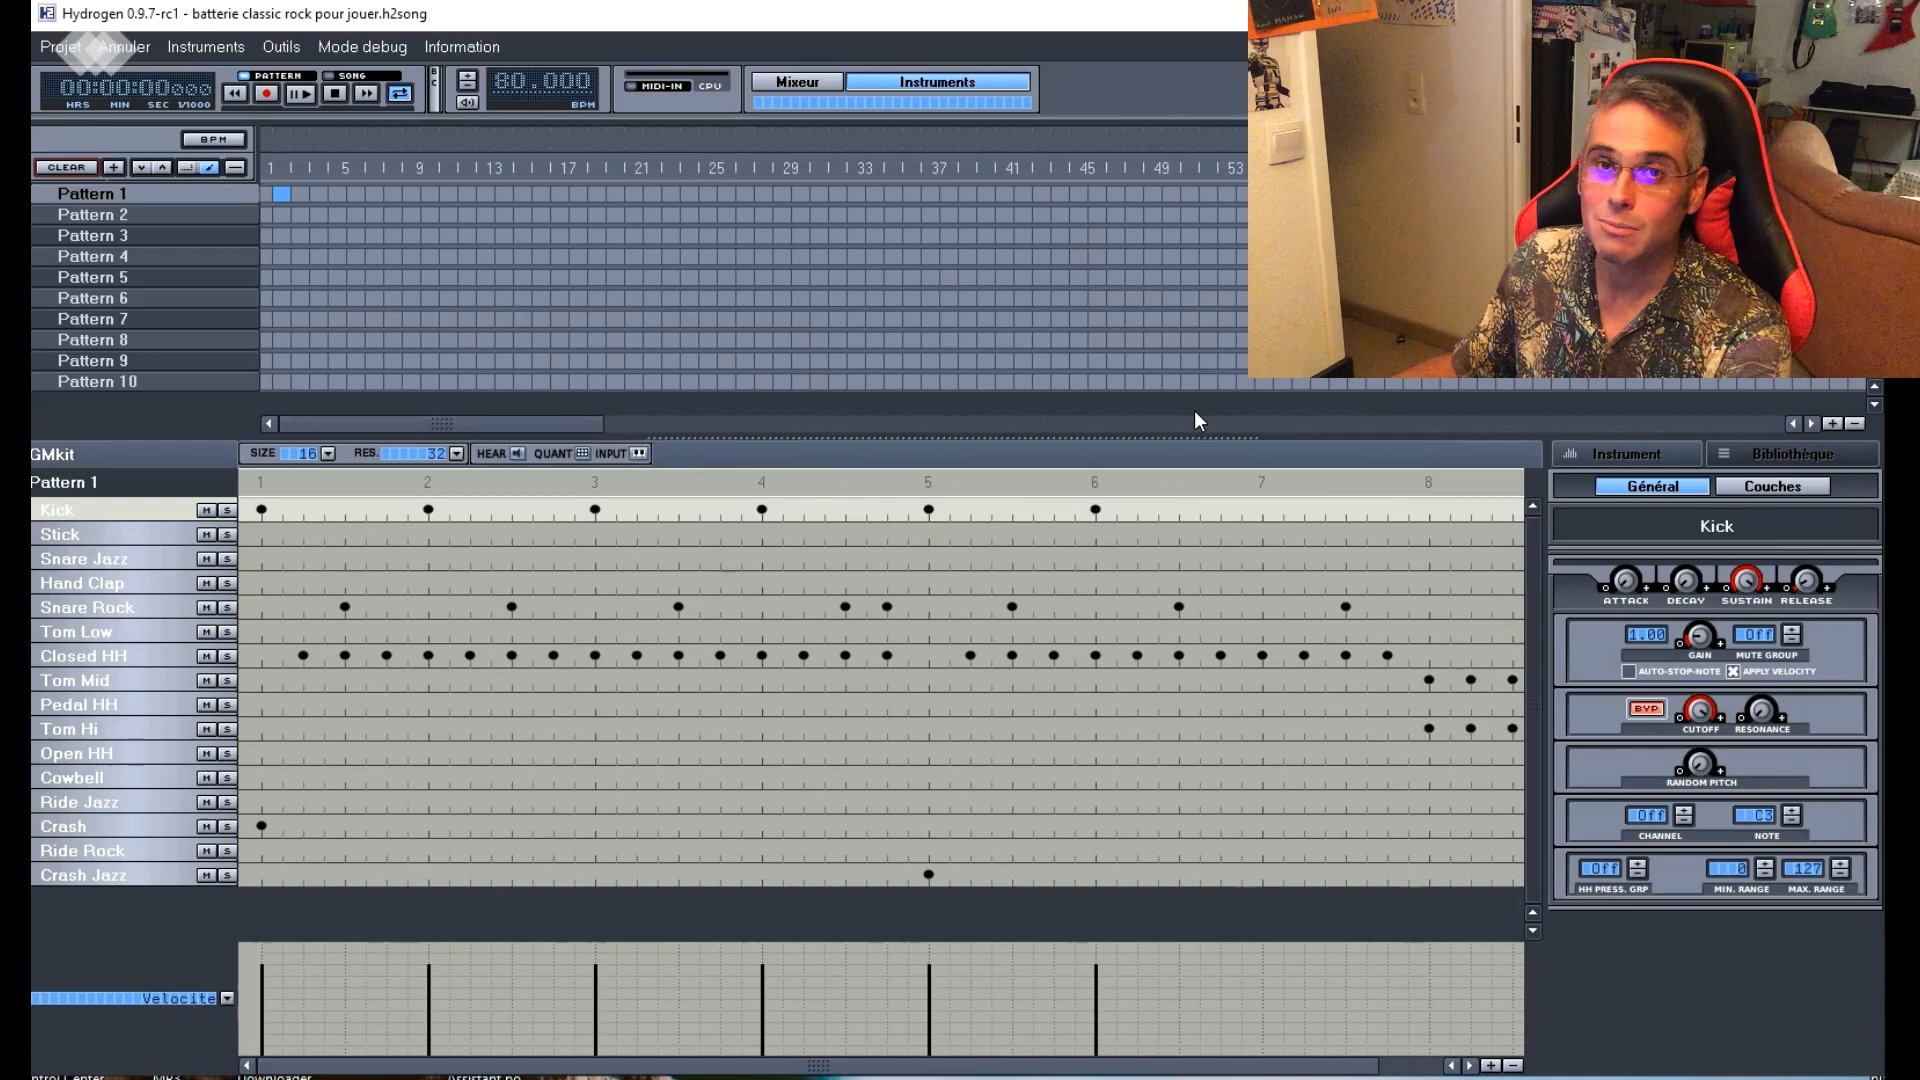 Hydrogen 0.9.7-rc1 - batterie classic rock pour jouer.h2song
Projet Annuler Instruments Outils Mode debug Information
PATTERN SONG
00:00:00:000
HRS MIN SEC 1/1000
BC
80.000
BPM
MIDI-IN CPU
Mixeur Instruments
BPM
CLEAR
1 5 9 13 17 21 25 29 33 37 41 45 49 53
Pattern 1
Pattern 2
Pattern 3
Pattern 4
Pattern 5
Pattern 6
Pattern 7
Pattern 8
Pattern 9
Pattern 10
GMkit
SIZE 16 RES. 32 HEAR QUANT INPUT
Instrument Bibliothèque
Pattern 1
1 2 3 4 5 6 7 8
Général Couches
Kick M S
Stick M S
Snare Jazz M S
Hand Clap M S
Snare Rock M S
Tom Low M S
Closed HH M S
Tom Mid M S
Pedal HH M S
Tom Hi M S
Open HH M S
Cowbell M S
Ride Jazz M S
Crash M S
Ride Rock M S
Crash Jazz M S
Kick
ATTACK DECAY SUSTAIN RELEASE
1.00 Off
GAIN MUTE GROUP
AUTO-STOP-NOTE APPLY VELOCITY
BYP
CUTOFF RESONANCE
RANDOM PITCH
Off C3
CHANNEL NOTE
Off 0 127
HH PRESS. GRP MIN. RANGE MAX. RANGE
Velocite